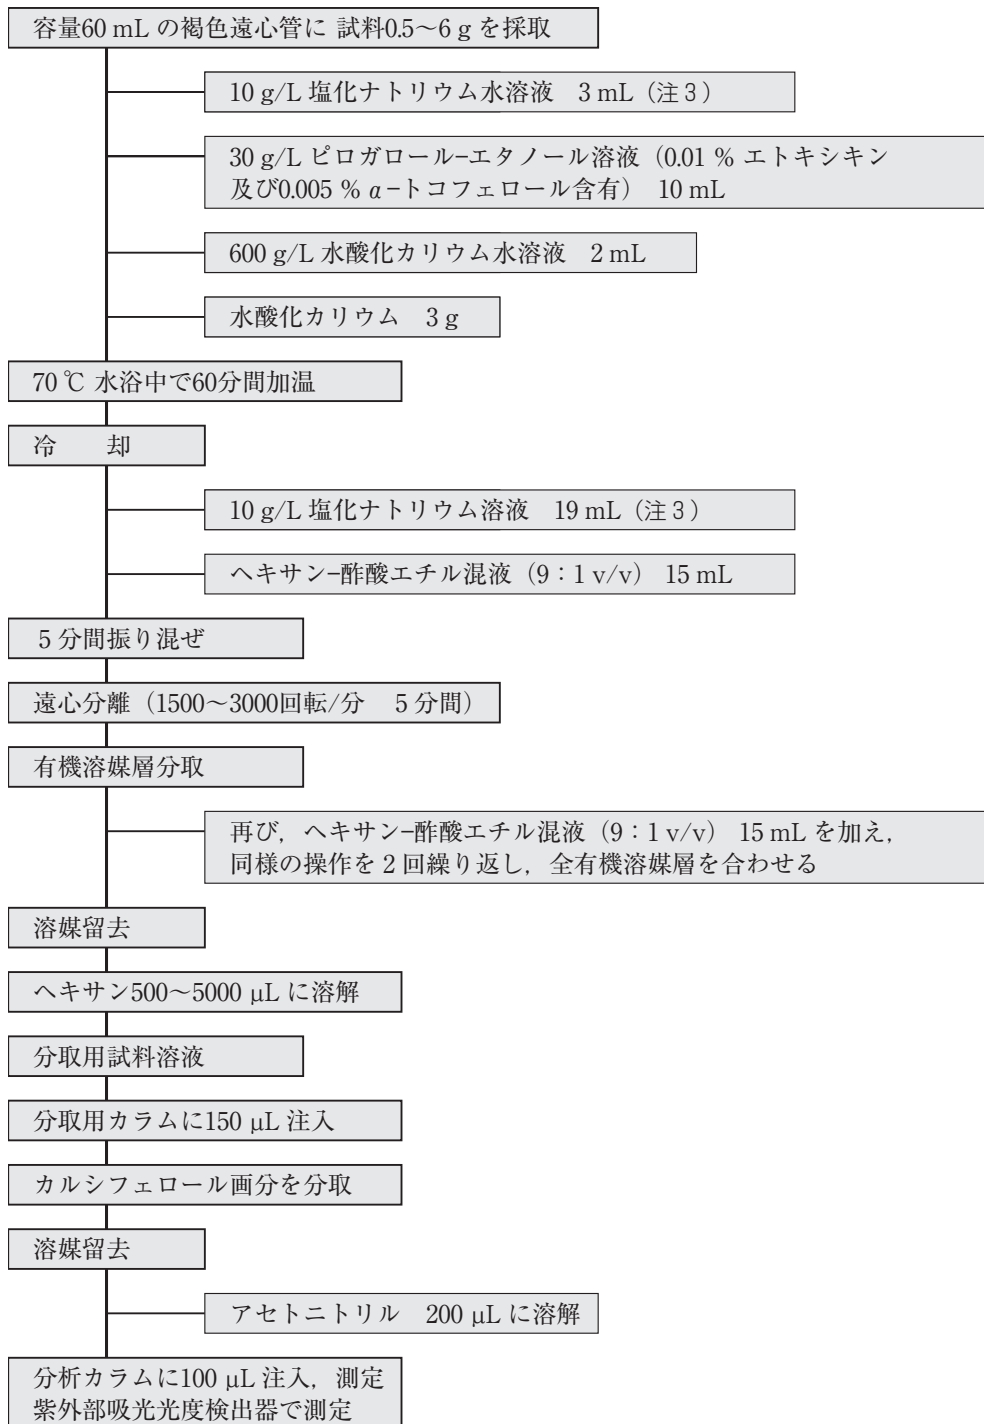 容量60 mL の褐色遠心管に 試料0.5～6 g を採取
10 g/L 塩化ナトリウム水溶液　3 mL（注3）
30 g/L ピロガロール–エタノール溶液（0.01 % エトキシキン
及び0.005 % α–トコフェロール含有）　10 mL
600 g/L 水酸化カリウム水溶液　2 mL
水酸化カリウム　3 g
70 ℃ 水浴中で60分間加温
冷　　却
10 g/L 塩化ナトリウム溶液　19 mL（注3）
ヘキサン–酢酸エチル混液（9：1 v/v）　15 mL
5分間振り混ぜ
遠心分離（1500～3000回転/分　5分間）
有機溶媒層分取
再び，ヘキサン–酢酸エチル混液（9：1 v/v）　15 mL を加え，
同様の操作を2回繰り返し，全有機溶媒層を合わせる
溶媒留去
ヘキサン500～5000 μL に溶解
分取用試料溶液
分取用カラムに150 μL 注入
カルシフェロール画分を分取
溶媒留去
アセトニトリル　200 μL に溶解
分析カラムに100 μL 注入，測定
紫外部吸光光度検出器で測定